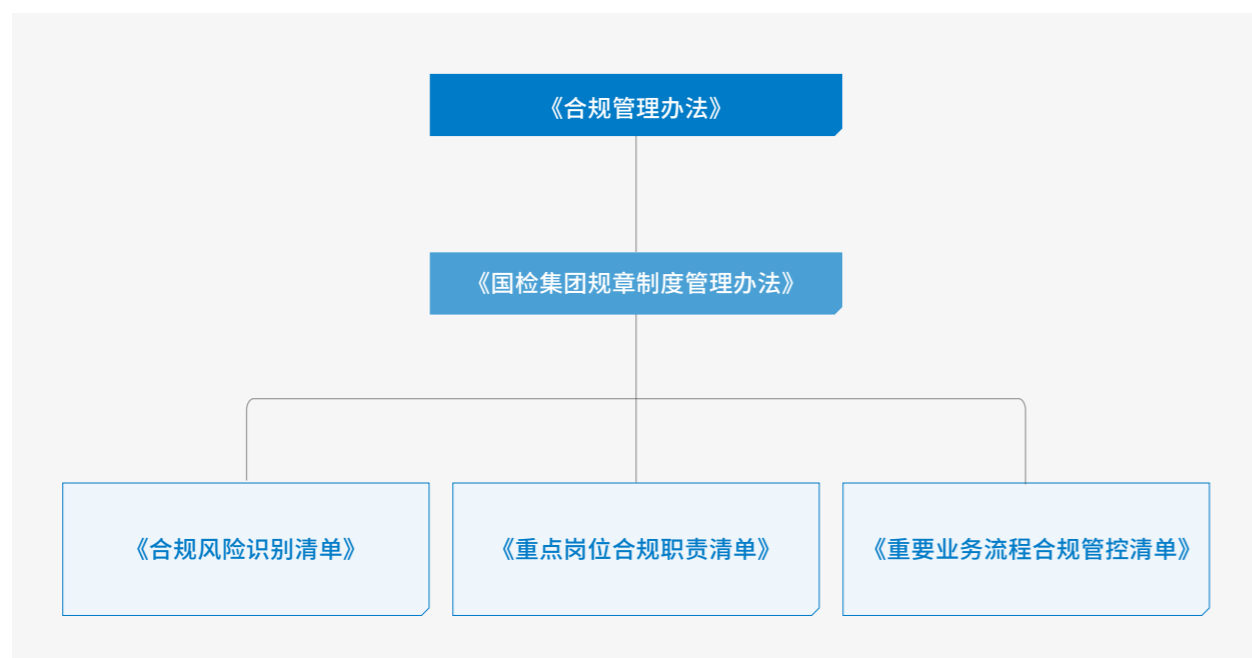 《合规管理办法》
《国检集团规章制度管理办法》
《合规风险识别清单》
《重点岗位合规职责清单》
《重要业务流程合规管控清单》